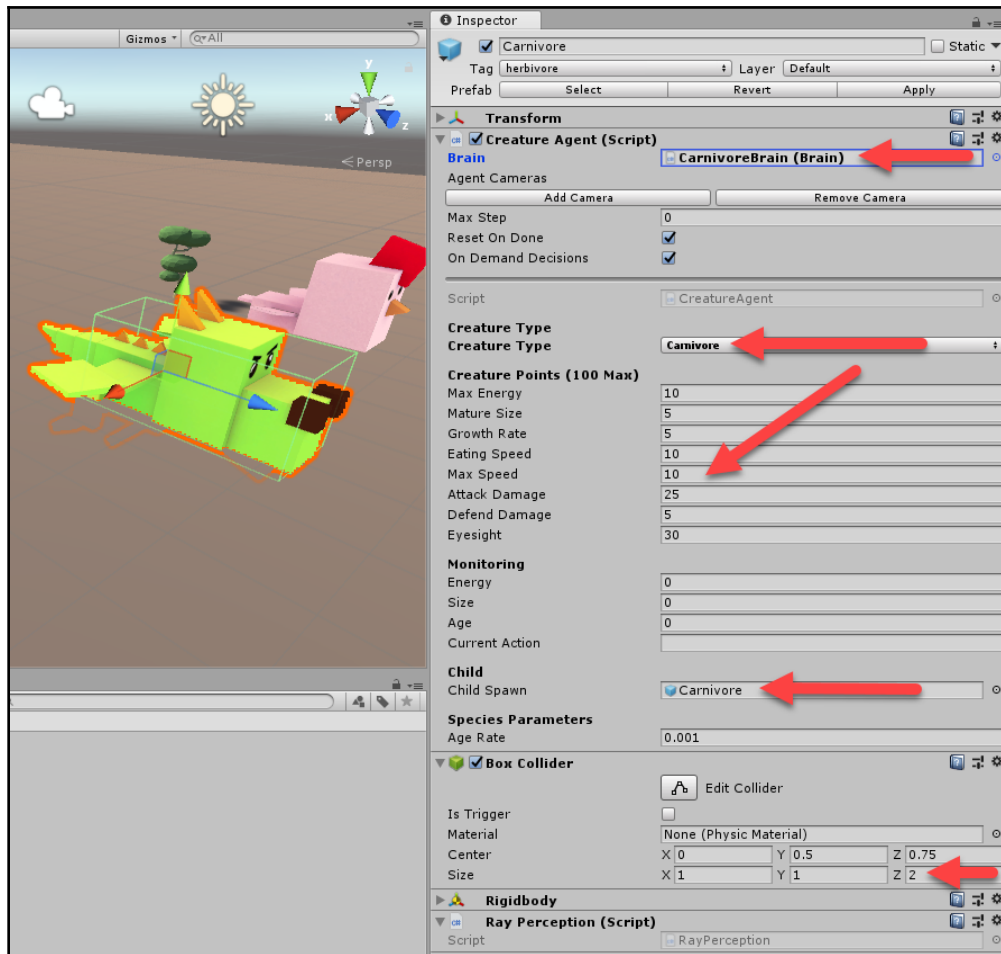 Gizmos All
x y z
Persp
Inspector
Carnivore Static
Tag herbivore Layer Default
Prefab Select Revert Apply
Transform
Creature Agent (Script)
Brain CarnivoreBrain (Brain)
Agent Cameras
Add Camera Remove Camera
Max Step 0
Reset On Done
On Demand Decisions
Script CreatureAgent
Creature Type
Creature Type Carnivore
Creature Points (100 Max)
Max Energy 10
Mature Size 5
Growth Rate 5
Eating Speed 10
Max Speed 10
Attack Damage 25
Defend Damage 5
Eyesight 30
Monitoring
Energy 0
Size 0
Age 0
Current Action
Child
Child Spawn Carnivore
Species Parameters
Age Rate 0.001
Box Collider
Edit Collider
Is Trigger
Material None (Physic Material)
Center X 0 Y 0.5 Z 0.75
Size X 1 Y 1 Z 2
Rigidbody
c# Ray Perception (Script)
Script RayPerception